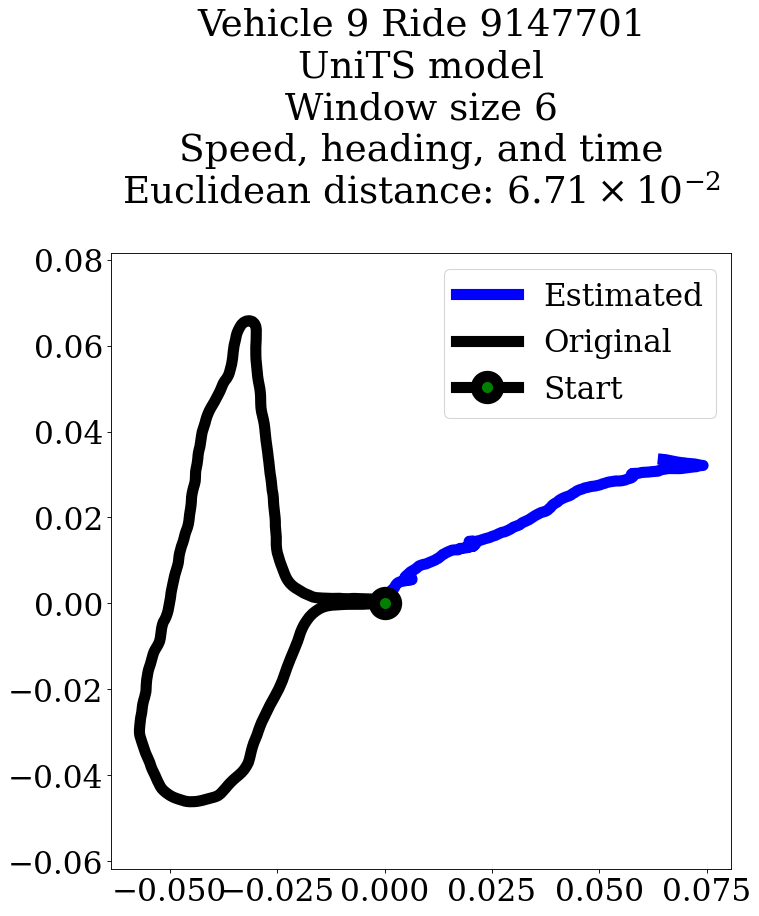 Vehicle 9 Ride 9147701
UniTS model
Window size 6
Speed, heading, and time
Euclidean distance: 6.71 × 10⁻²
Estimated
Original
Start
0.08
0.06
0.04
0.02
0.00
−0.02
−0.04
−0.06
−0.050
−0.025
0.000
0.025
0.050
0.075